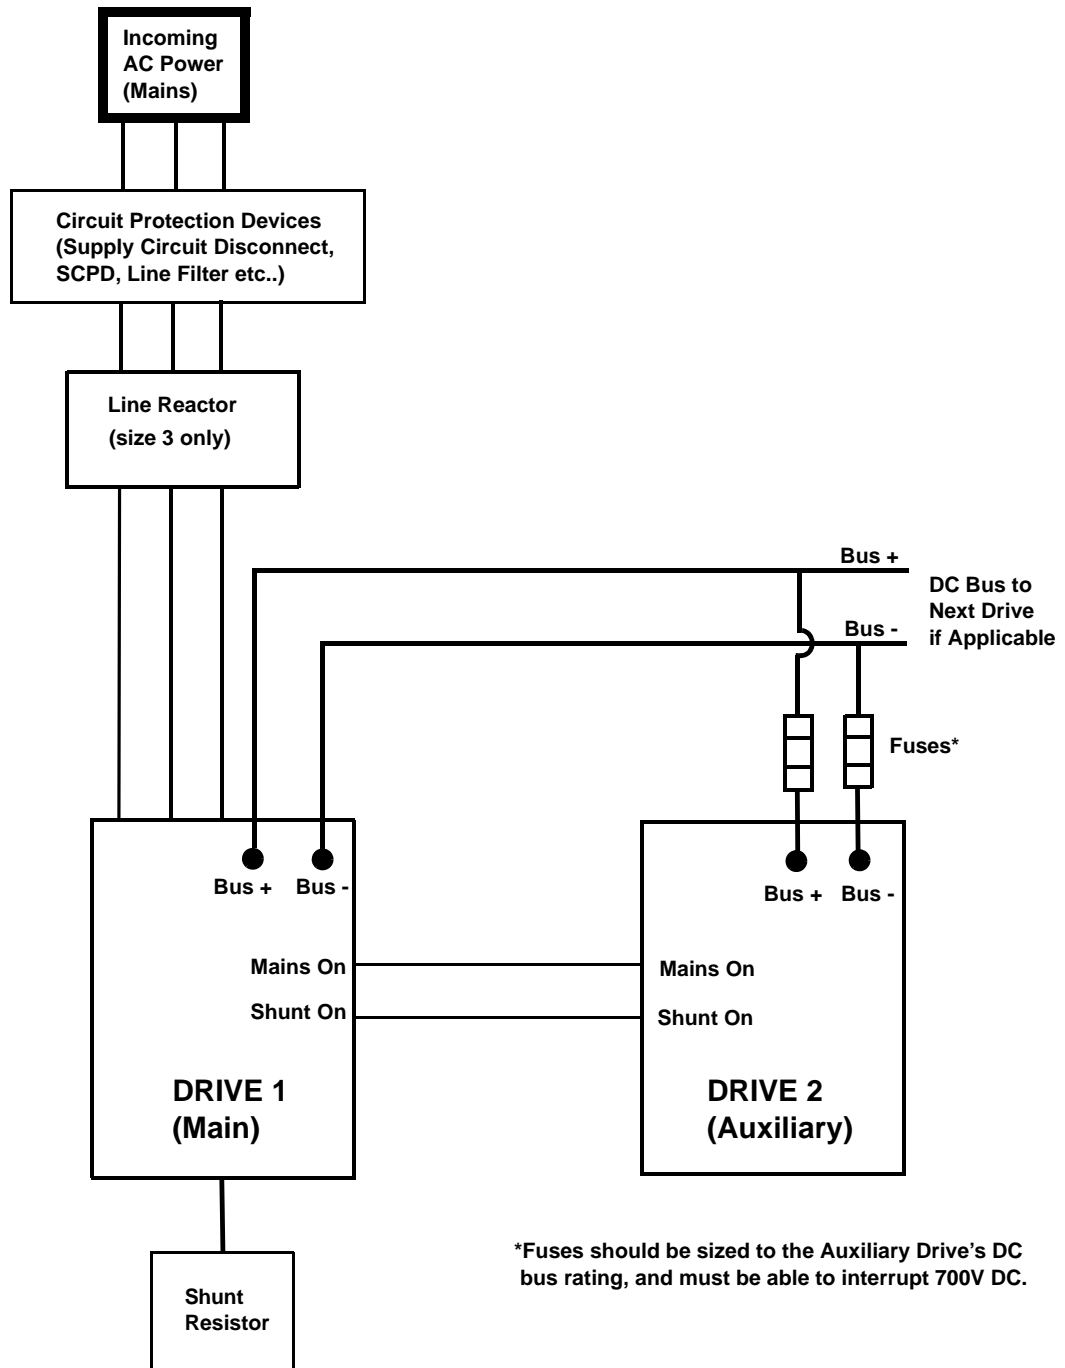 Incoming
AC Power
(Mains)
Circuit Protection Devices
(Supply Circuit Disconnect,
SCPD, Line Filter etc..)
Line Reactor
(size 3 only)
Bus +
DC Bus to
Next Drive
if Applicable
Bus -
Fuses*
Bus +
Bus -
Bus +
Bus -
Mains On
Mains On
Shunt On
Shunt On
DRIVE 1
(Main)
DRIVE 2
(Auxiliary)
*Fuses should be sized to the Auxiliary Drive’s DC
bus rating, and must be able to interrupt 700V DC.
Shunt
Resistor